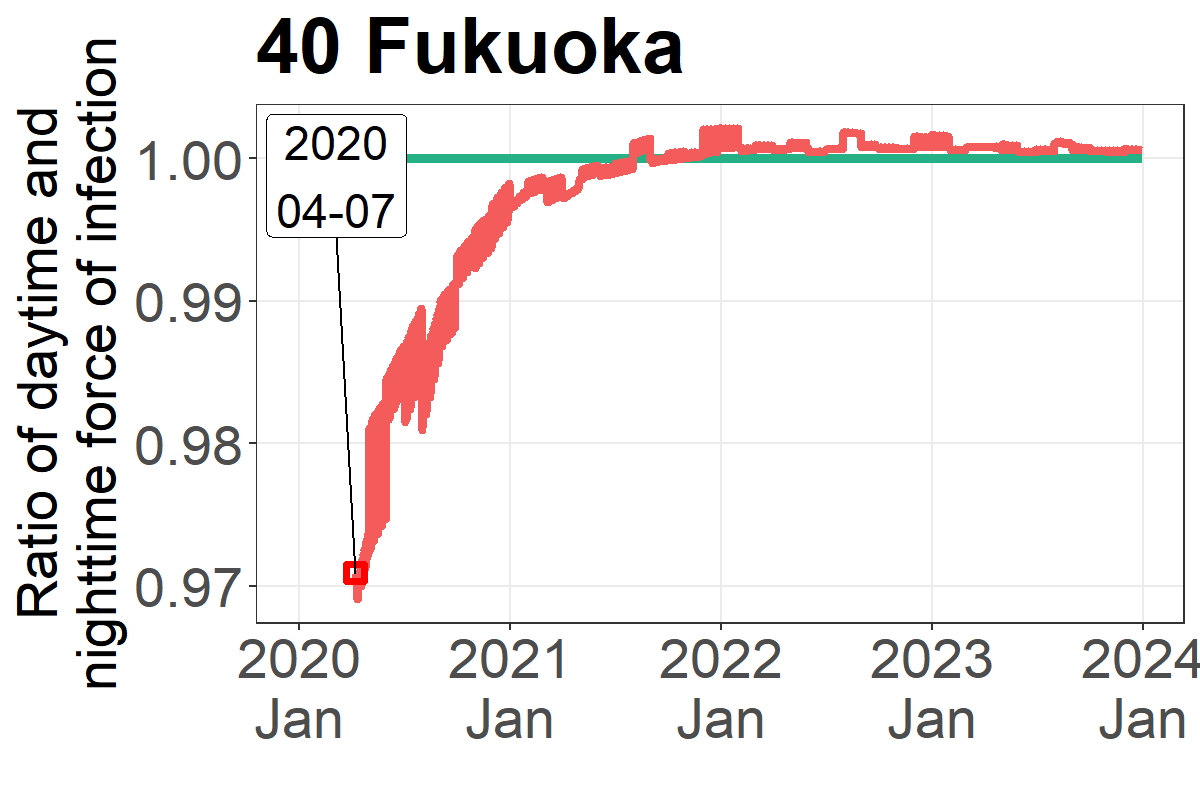 40 Fukuoka
Ratio of daytime and
nighttime force of infection
1.00
0.99
0.98
0.97
2020
04-07
2020 2021 2022 2023 2024
Jan Jan Jan Jan Jan